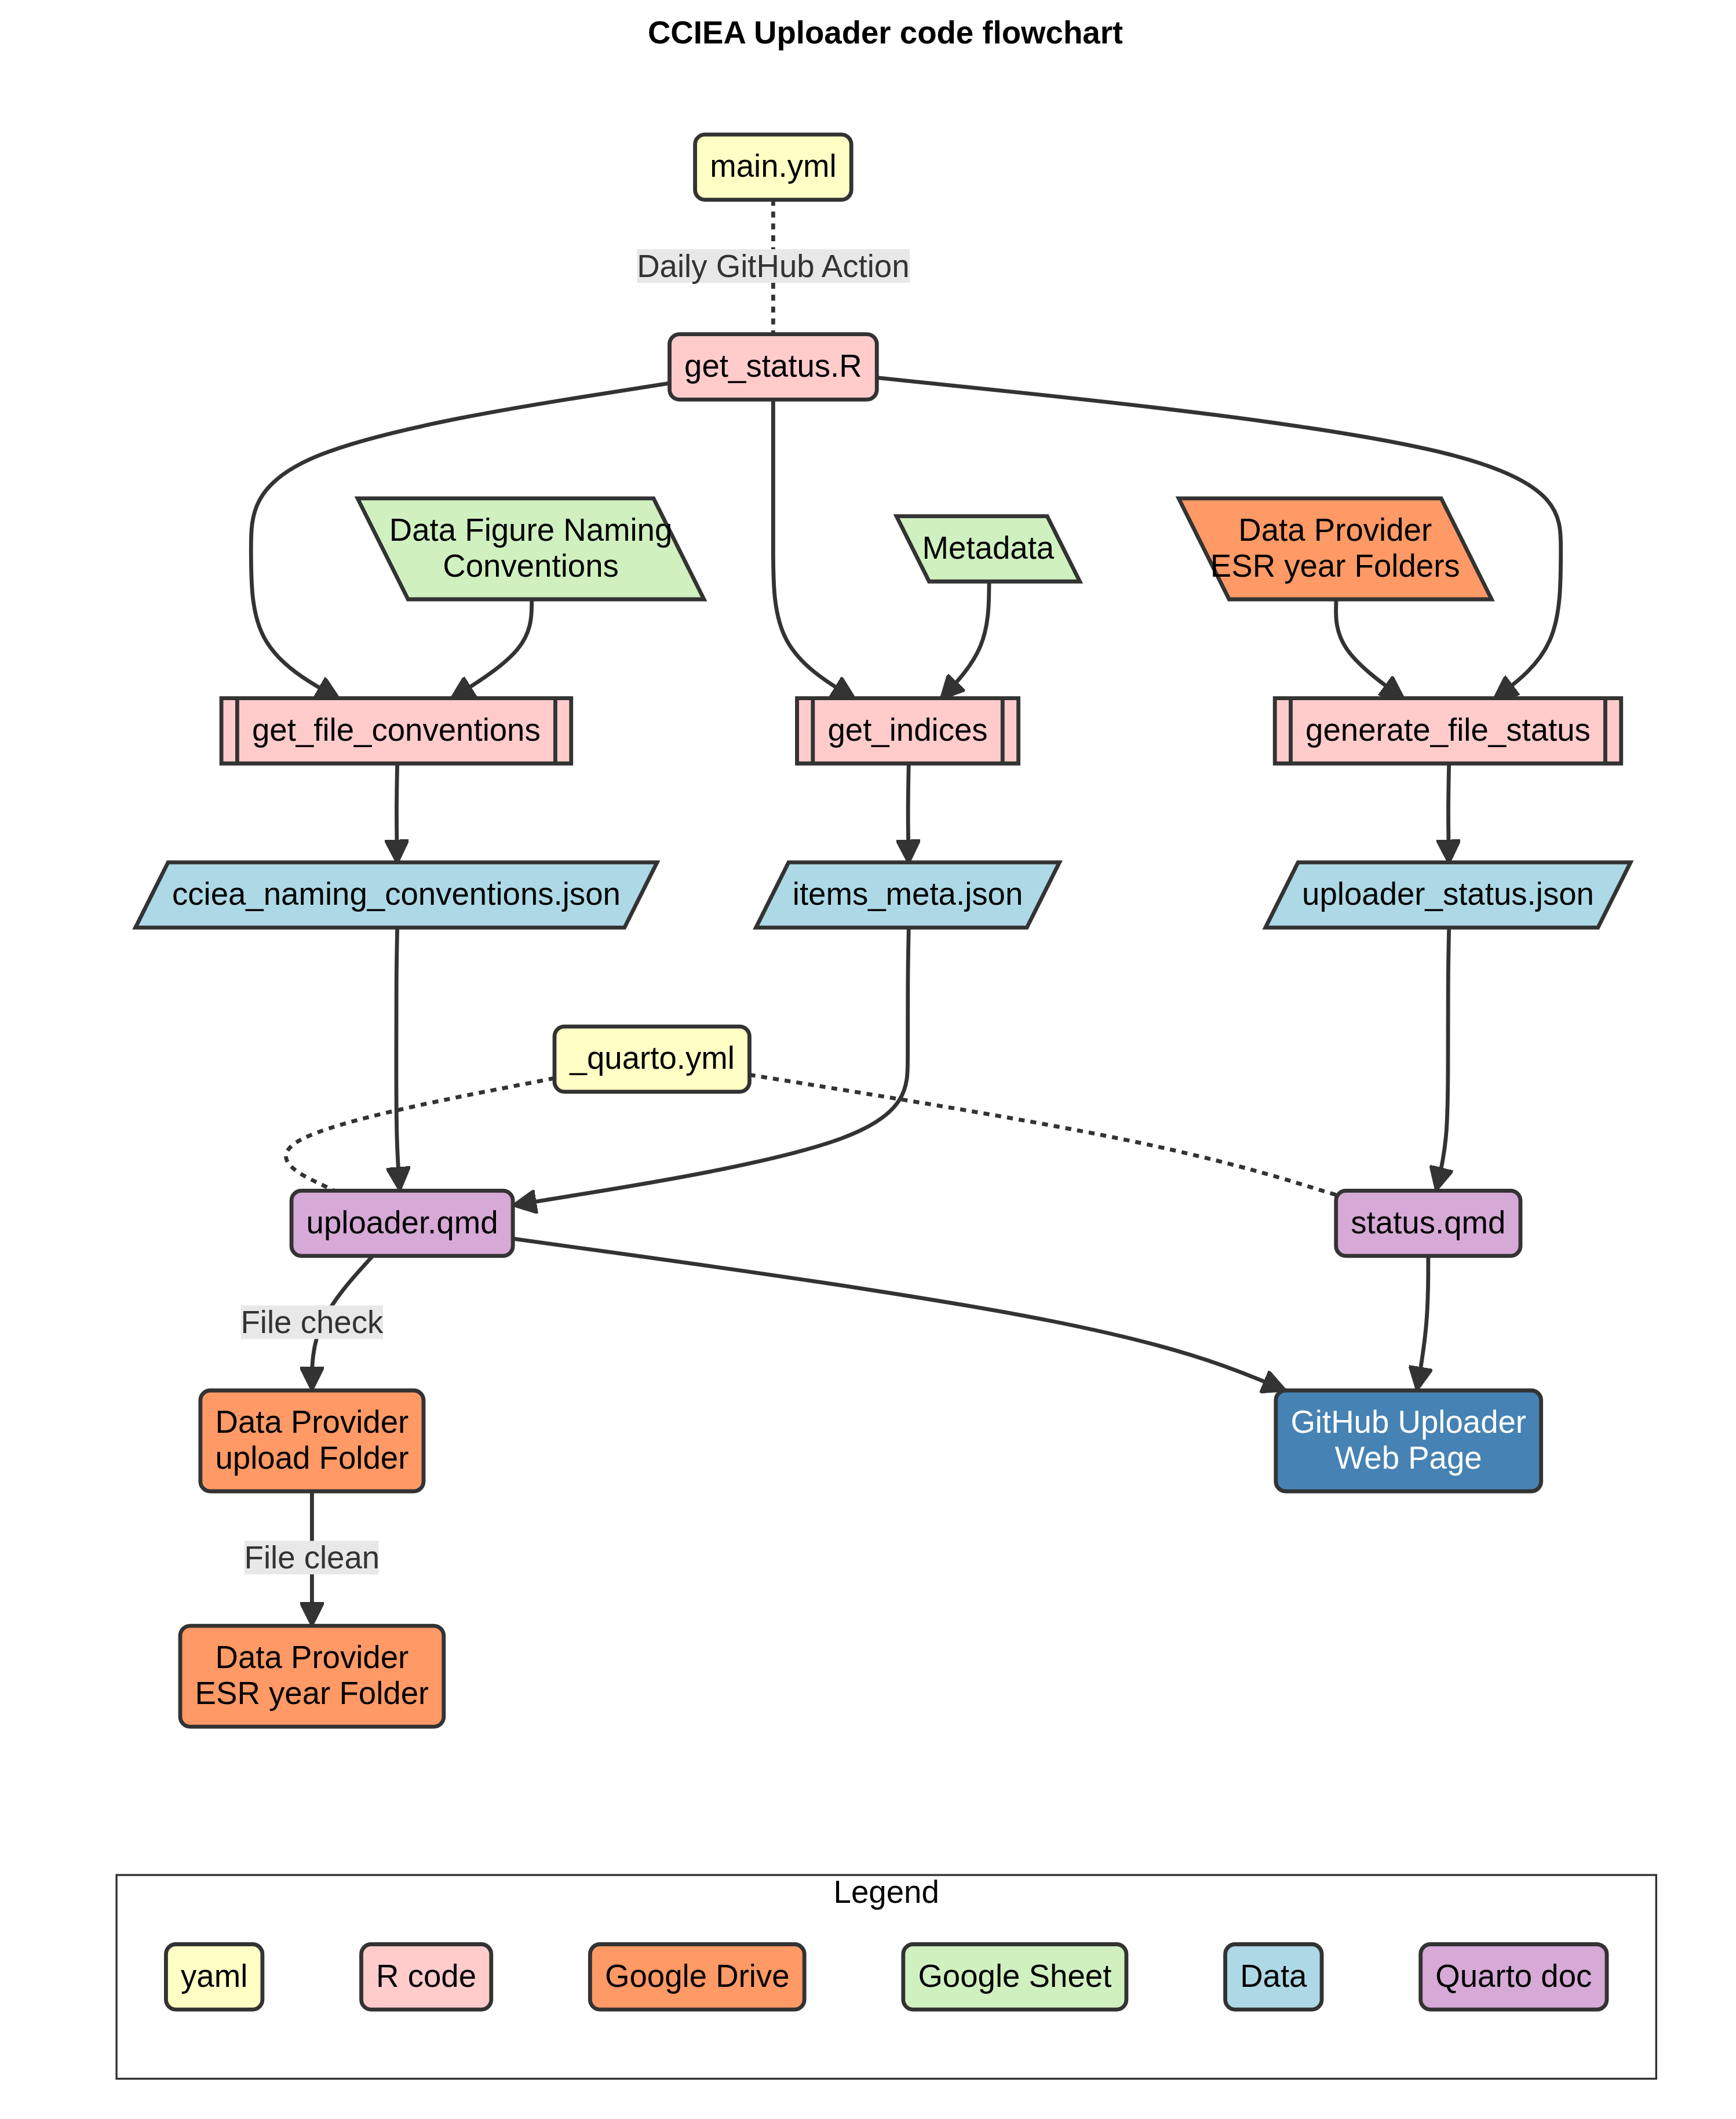 CCIEA Uploader code flowchart
main.yml
Daily GitHub Action
get_status.R
Data Figure Naming
Conventions
Metadata
Data Provider
ESR year Folders
get_file_conventions
get_indices
generate_file_status
cciea_naming_conventions.json
items_meta.json
uploader_status.json
_quarto.yml
uploader.qmd
status.qmd
File check
Data Provider
upload Folder
GitHub Uploader
Web Page
File clean
Data Provider
ESR year Folder
Legend
yaml
R code
Google Drive
Google Sheet
Data
Quarto doc